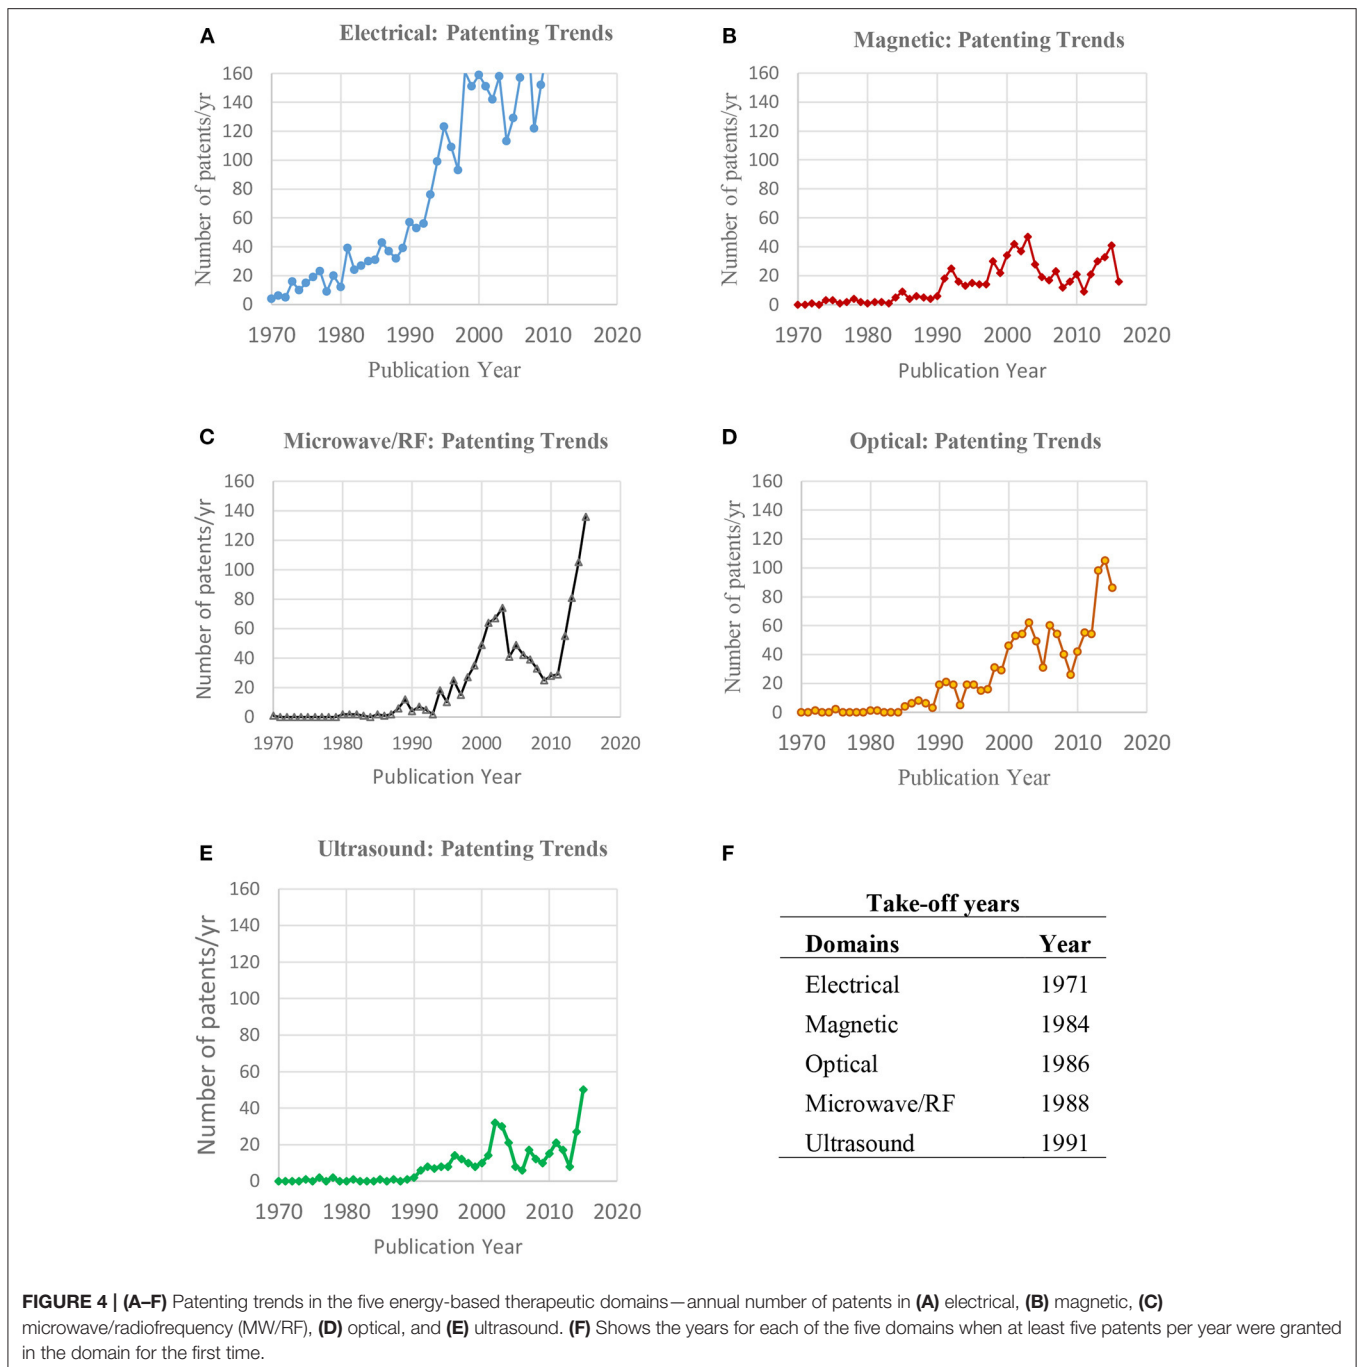 A
Electrical: Patenting Trends
Number of patents/yr
160
140
120
100
80
60
40
20
0
1970 1980 1990 2000 2010 2020
Publication Year
B
Magnetic: Patenting Trends
Number of patents/yr
160
140
120
100
80
60
40
20
0
1970 1980 1990 2000 2010 2020
Publication Year
C
Microwave/RF: Patenting Trends
Number of patents/yr
160
140
120
100
80
60
40
20
0
1970 1980 1990 2000 2010 2020
Publication Year
D
Optical: Patenting Trends
Number of patents/yr
160
140
120
100
80
60
40
20
0
1970 1980 1990 2000 2010 2020
Publication Year
E
Ultrasound: Patenting Trends
Number of patents/yr
160
140
120
100
80
60
40
20
0
1970 1980 1990 2000 2010 2020
Publication Year
F
Take-off years
Domains Year
Electrical 1971
Magnetic 1984
Optical 1986
Microwave/RF 1988
Ultrasound 1991
FIGURE 4 | (A–F) Patenting trends in the five energy-based therapeutic domains—annual number of patents in (A) electrical, (B) magnetic, (C)
microwave/radiofrequency (MW/RF), (D) optical, and (E) ultrasound. (F) Shows the years for each of the five domains when at least five patents per year were granted
in the domain for the first time.